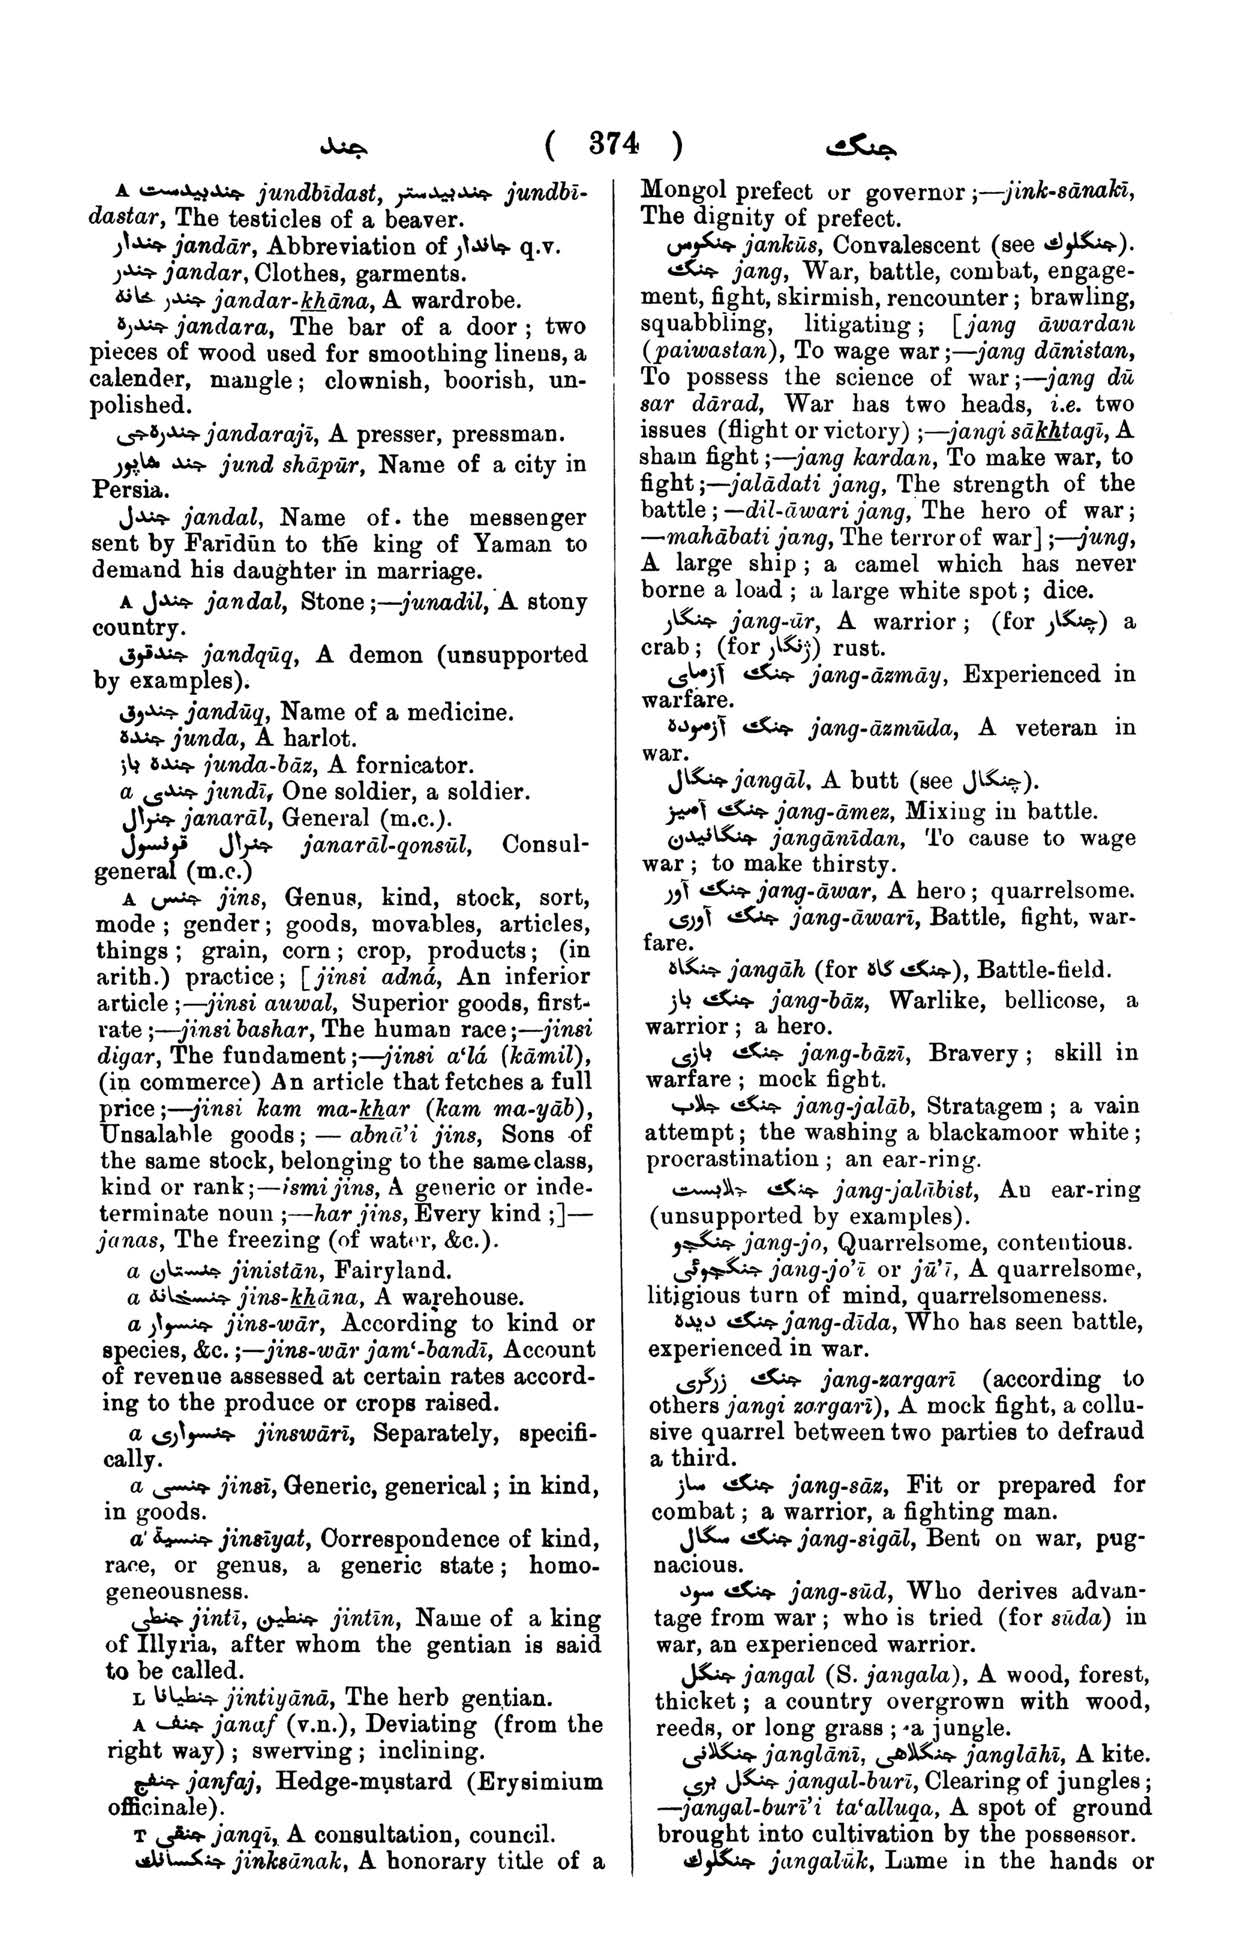 جند ( 374 ) جنگ
A جندبیدست jundbīdast, جندبیدستر jundbī-
dastar, The testicles of a beaver.
جندار jandār, Abbreviation of جاندار q.v.
جندر jandar, Clothes, garments.
جندر خانه jandar-khāna, A wardrobe.
جندره jandara, The bar of a door ; two
pieces of wood used for smoothing linens, a
calender, mangle ; clownish, boorish, un-
polished.
جندرهجی jandarajī, A presser, pressman.
جند شاپور jund shāpūr, Name of a city in
Persia.
جندل jandal, Name of the messenger
sent by Farīdūn to the king of Yaman to
demand his daughter in marriage.
A جندل jandal, Stone ;—junadil, A stony
country.
جندقوق jandqūq, A demon (unsupported
by examples).
جندوق jandūq, Name of a medicine.
جنده junda, A harlot.
جنده باز junda-bāz, A fornicator.
a جندی jundī, One soldier, a soldier.
جنرال janarāl, General (m.c.).
جنرال قونسول janarāl-qonsūl, Consul-
general (m.c.)
A جنس jins, Genus, kind, stock, sort,
mode ; gender ; goods, movables, articles,
things ; grain, corn ; crop, products ; (in
arith.) practice ; [jinsi adná, An inferior
article ;—jinsi auwal, Superior goods, first-
rate ;—jinsi bashar, The human race ;—jinsi
digar, The fundament ;—jinsi a‘lá (kāmil),
(in commerce) An article that fetches a full
price ;—jinsi kam ma-khar (kam ma-yāb),
Unsalable goods ; — abnā’i jins, Sons of
the same stock, belonging to the same class,
kind or rank ;—ismi jins, A generic or inde-
terminate noun ;—har jins, Every kind ;]—
janas, The freezing (of water, &c.).
a جنستان jinistān, Fairyland.
a جنسخانه jins-khāna, A warehouse.
a جنسوار jins-wār, According to kind or
species, &c. ;—jins-wār jam‘-bandī, Account
of revenue assessed at certain rates accord-
ing to the produce or crops raised.
a جنسواری jinswārī, Separately, specifi-
cally.
a جنسی jinsī, Generic, generical ; in kind,
in goods.
a جنسیة jinsīyat, Correspondence of kind,
race, or genus, a generic state ; homo-
geneousness.
جنطی jintī, جنطین jintīn, Name of a king
of Illyria, after whom the gentian is said
to be called.
L جنطیانا jintiyānā, The herb gentian.
A جنف janaf (v.n.), Deviating (from the
right way) ; swerving ; inclining.
جنفج janfaj, Hedge-mustard (Erysimium
officinale).
T جنقی janqī, A consultation, council.
جنکسانك jinksānak, A honorary title of a
Mongol prefect or governor ;—jink-sānakī,
The dignity of prefect.
جنکوس jankūs, Convalescent (see چنگلوك).
جنگ jang, War, battle, combat, engage-
ment, fight, skirmish, rencounter ; brawling,
squabbling, litigating ; [jang āwardan
(paiwastan), To wage war ;—jang dānistan,
To possess the science of war ;—jang dū
sar dārad, War has two heads, i.e. two
issues (flight or victory) ;—jangi sākhtagī, A
sham fight ;—jang kardan, To make war, to
fight ;—jalādati jang, The strength of the
battle ;—dil-āwari jang, The hero of war ;
—mahābati jang, The terror of war] ;—jung,
A large ship ; a camel which has never
borne a load ; a large white spot ; dice.
جنگار jang-ār, A warrior ; (for چنگار) a
crab ; (for ژنگار) rust.
جنگ آزمای jang-āzmāy, Experienced in
warfare.
جنگ آزموده jang-āzmūda, A veteran in
war.
جنگال jangāl, A butt (see چنگال).
جنگ آمیز jang-āmez, Mixing in battle.
جنگانیدن jangānīdan, To cause to wage
war ; to make thirsty.
جنگ آور jang-āwar, A hero ; quarrelsome.
جنگ آوری jang-āwarī, Battle, fight, war-
fare.
جنگاه jangāh (for جنگ گاه), Battle-field.
جنگ باز jang-bāz, Warlike, bellicose, a
warrior ; a hero.
جنگ بازی jang-bāzī, Bravery ; skill in
warfare ; mock fight.
جنگ جلاب jang-jalāb, Stratagem ; a vain
attempt ; the washing a blackamoor white ;
procrastination ; an ear-ring.
جنگ جلابست jang-jalābist, An ear-ring
(unsupported by examples).
جنگجو jang-jo, Quarrelsome, contentious.
جنگجوئی jang-jo’ī or jū’ī, A quarrelsome,
litigious turn of mind, quarrelsomeness.
جنگ دیده jang-dīda, Who has seen battle,
experienced in war.
جنگ زرگری jang-zargarī (according to
others jangi zargarī), A mock fight, a collu-
sive quarrel between two parties to defraud
a third.
جنگ ساز jang-sāz, Fit or prepared for
combat ; a warrior, a fighting man.
جنگ سگال jang-sigāl, Bent on war, pug-
nacious.
جنگ سود jang-sūd, Who derives advan-
tage from war ; who is tried (for sūda) in
war, an experienced warrior.
جنگل jangal (S. jangala), A wood, forest,
thicket ; a country overgrown with wood,
reeds, or long grass ; a jungle.
جنگلانی janglānī, جنگلاهی janglāhī, A kite.
جنگل بری jangal-burī, Clearing of jungles ;
—jangal-burī’i ta‘alluqa, A spot of ground
brought into cultivation by the possessor.
جنگلوك jangalūk, Lame in the hands or